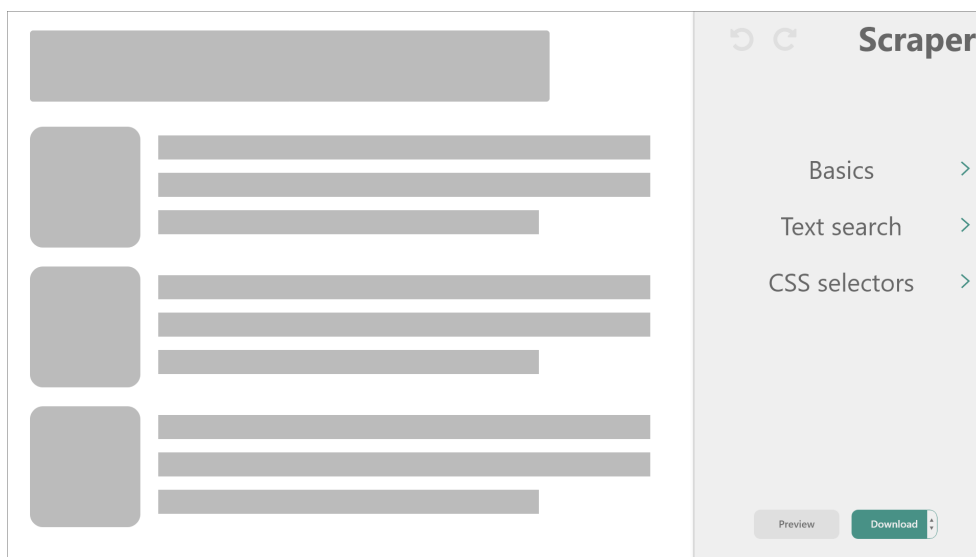 Scraper
Basics
Text search
CSS selectors
Preview
Download